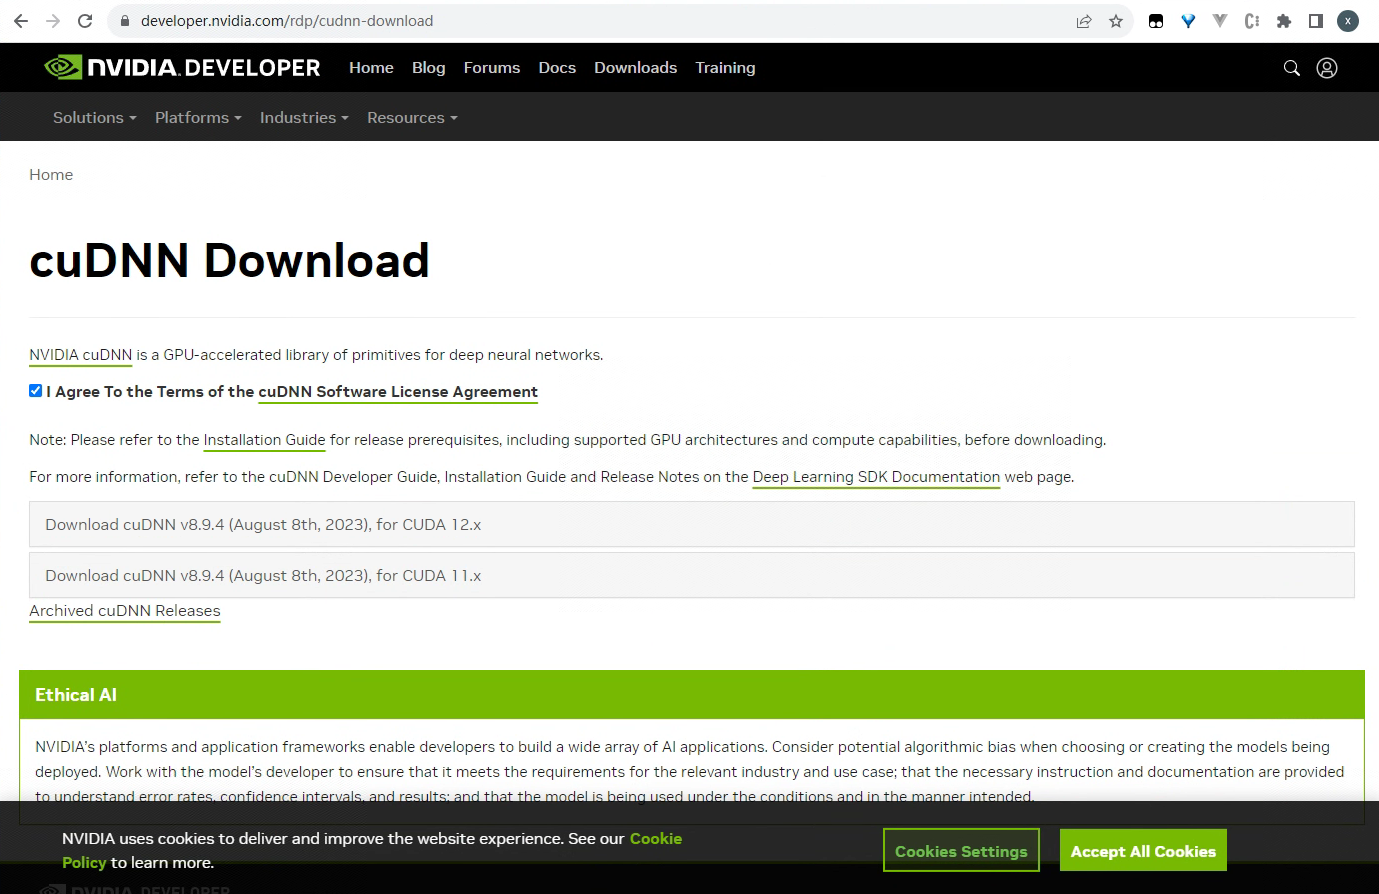 developer.nvidia.com/rdp/cudnn-download
X
NVIDIA. DEVELOPER Home Blog Forums Docs Downloads Training
Solutions Platforms Industries Resources
Home
cuDNN Download
NVIDIA cuDNN is a GPU-accelerated library of primitives for deep neural networks.
I Agree To the Terms of the cuDNN Software License Agreement
Note: Please refer to the Installation Guide for release prerequisites, including supported GPU architectures and compute capabilities, before downloading.
For more information, refer to the cuDNN Developer Guide, Installation Guide and Release Notes on the Deep Learning SDK Documentation web page.
Download cuDNN v8.9.4 (August 8th, 2023), for CUDA 12.x
Download cuDNN v8.9.4 (August 8th, 2023), for CUDA 11.x
Archived cuDNN Releases
Ethical AI
NVIDIA's platforms and application frameworks enable developers to build a wide array of AI applications. Consider potential algorithmic bias when choosing or creating the models being
deployed. Work with the model's developer to ensure that it meets the requirements for the relevant industry and use case; that the necessary instruction and documentation are provided
to understand error rates, confidence intervals, and results; and that the model is being used under the conditions and in the manner intended.
NVIDIA uses cookies to deliver and improve the website experience. See our Cookie
Policy to learn more.
Cookies Settings
Accept All Cookies
NVIDIA DEVELOPER